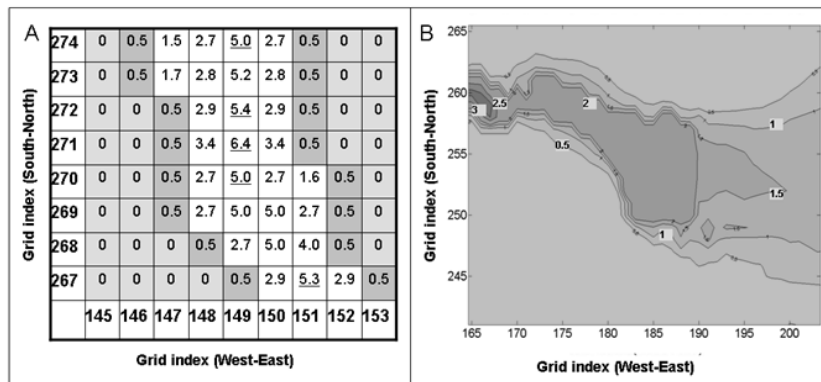 A
274 0 0.5 1.5 2.7 5.0 2.7 0.5 0 0
273 0 0.5 1.7 2.8 5.2 2.8 0.5 0 0
272 0 0 0.5 2.9 5.4 2.9 0.5 0 0
271 0 0 0.5 3.4 6.4 3.4 0.5 0 0
270 0 0 0.5 2.7 5.0 2.7 1.6 0.5 0
269 0 0 0.5 2.7 5.0 5.0 2.7 0.5 0
268 0 0 0 0.5 2.7 5.0 4.0 0.5 0
267 0 0 0 0 0.5 2.9 5.3 2.9 0.5
145 146 147 148 149 150 151 152 153
Grid index (South-North)
Grid index (West-East)
B
265
260
255
250
245
3
2.5
2
0.5
1
1.5
1
165 170 175 180 185 190 195 200
Grid index (South-North)
Grid index (West-East)